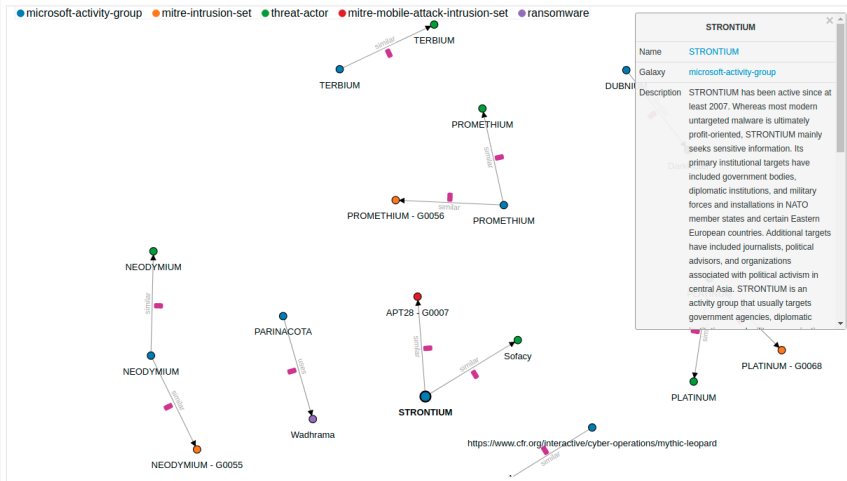 microsoft-activity-group mitre-intrusion-set threat-actor mitre-mobile-attack-intrusion-set ransomware
similar
TERBIUM
TERBIUM
PROMETHIUM
similar
similar
PROMETHIUM - G0056
PROMETHIUM
NEODYMIUM
similar
NEODYMIUM
similar
NEODYMIUM - G0055
PARINACOTA
uses
Wadhrama
APT28 - G0007
similar
similar
Sofacy
STRONTIUM
https://www.cfr.org/interactive/cyber-operations/mythic-leopard
similar
PLATINUM - G0068
PLATINUM
STRONTIUM
×
Name STRONTIUM
Galaxy microsoft-activity-group
Description STRONTIUM has been active since at
least 2007. Whereas most modern
untargeted malware is ultimately
profit-oriented, STRONTIUM mainly
seeks sensitive information. Its
primary institutional targets have
included government bodies,
diplomatic institutions, and military
forces and installations in NATO
member states and certain Eastern
European countries. Additional targets
have included journalists, political
advisors, and organizations
associated with political activism in
central Asia. STRONTIUM is an
activity group that usually targets
government agencies, diplomatic